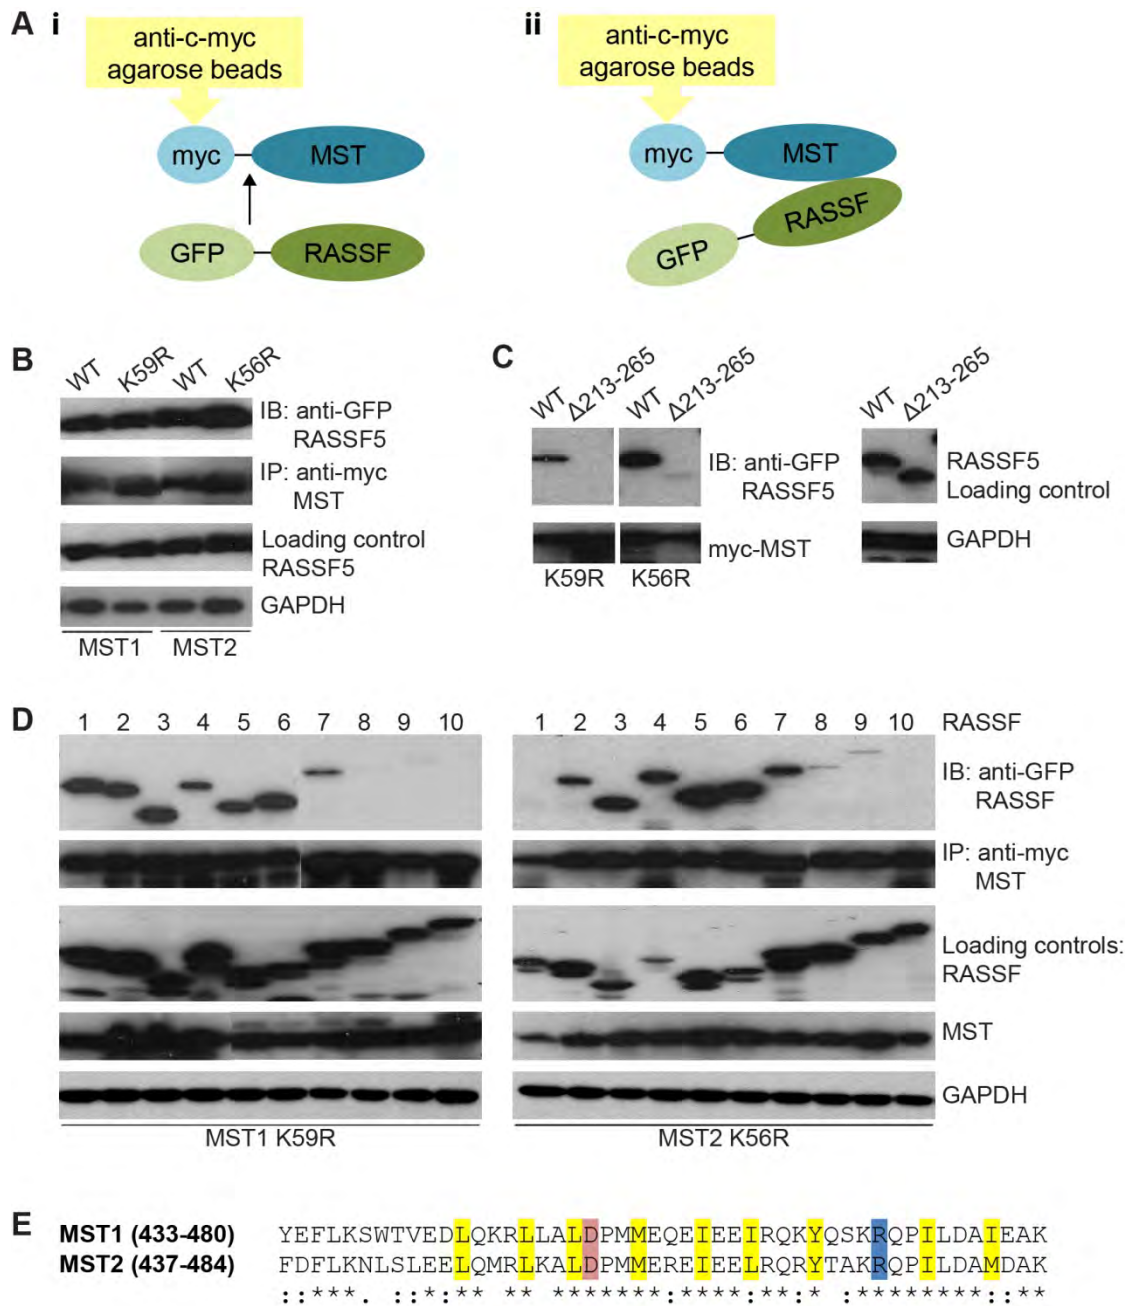 A i
anti-c-myc
agarose beads
myc
MST
GFP
RASSF
ii
anti-c-myc
agarose beads
myc
MST
GFP
RASSF
B
WT K59R WT K56R
IB: anti-GFP
RASSF5
IP: anti-myc
MST
Loading control
RASSF5
GAPDH
MST1 MST2
C
WT Δ213-265 WT Δ213-265 WT Δ213-265
IB: anti-GFP
RASSF5
myc-MST
K59R K56R
RASSF5
Loading control
GAPDH
D
1 2 3 4 5 6 7 8 9 10 1 2 3 4 5 6 7 8 9 10 RASSF
IB: anti-GFP
RASSF
IP: anti-myc
MST
Loading controls:
RASSF
MST
GAPDH
MST1 K59R MST2 K56R
E
MST1 (433-480) YEFLKSWTVEDLQKRLLALDPMMEQEIEEIRQKYQSKRQPILDAIEAK
MST2 (437-484) FDFLKNLSLEELQMRLKALDPMMEREIEELRQRYTAKRQPILDAMDAK
::***. ::*:** ** *******:***:**:* :********::**